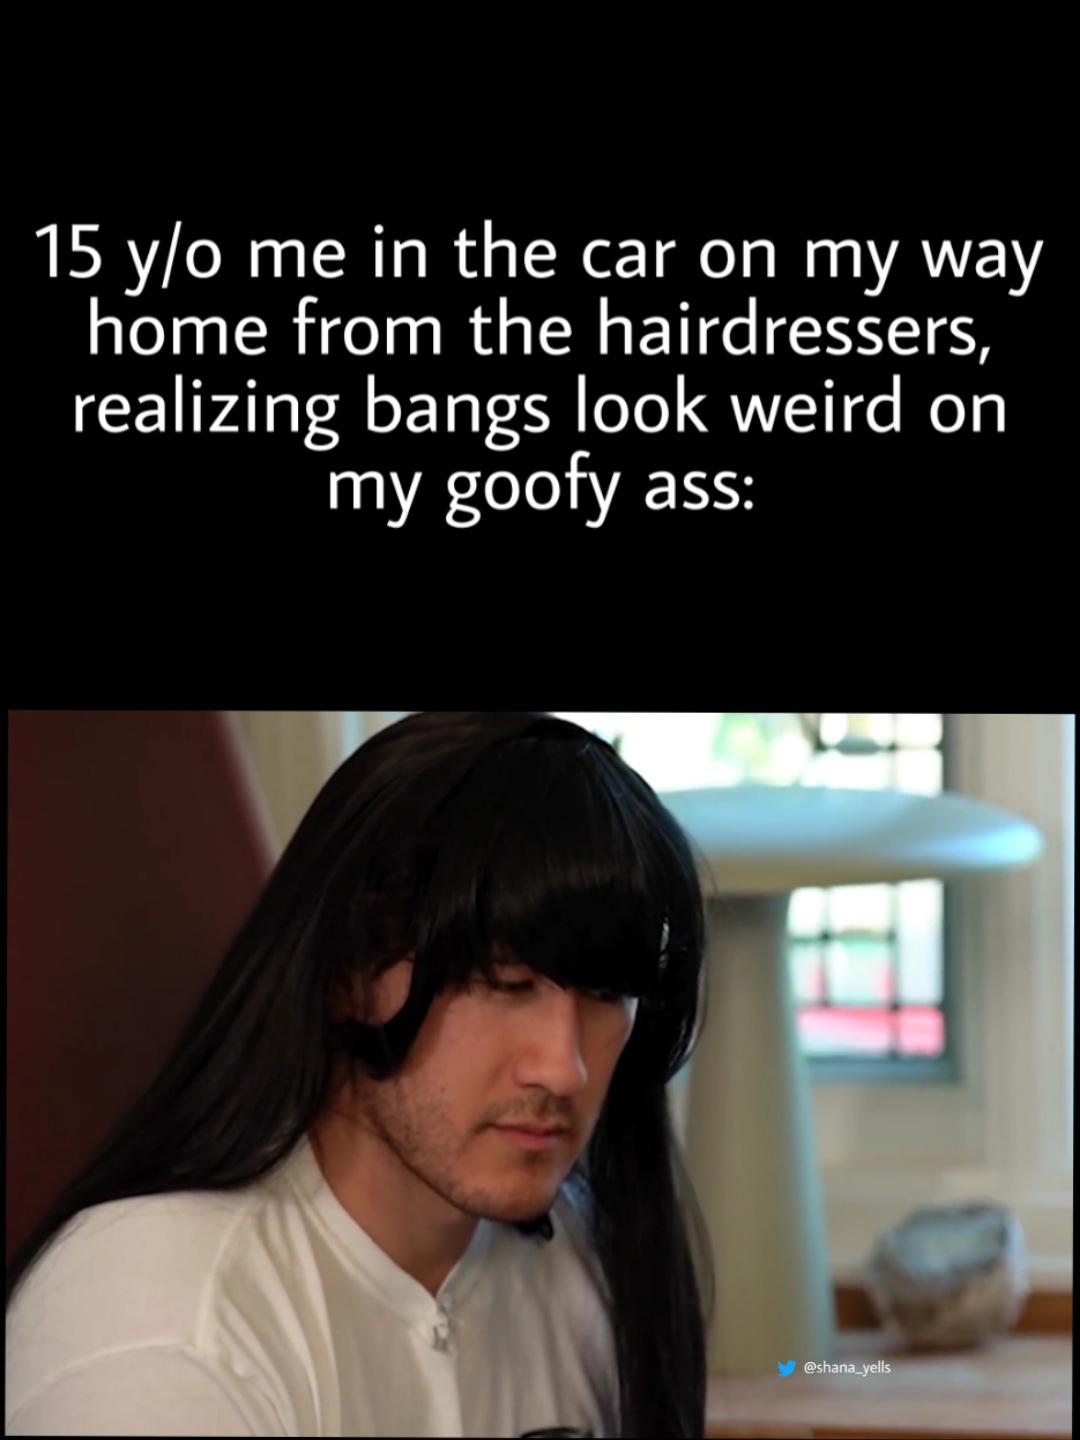 15 y/o me in the car on my way
home from the hairdressers,
realizing bangs look weird on
my goofy ass:
@shana_yells